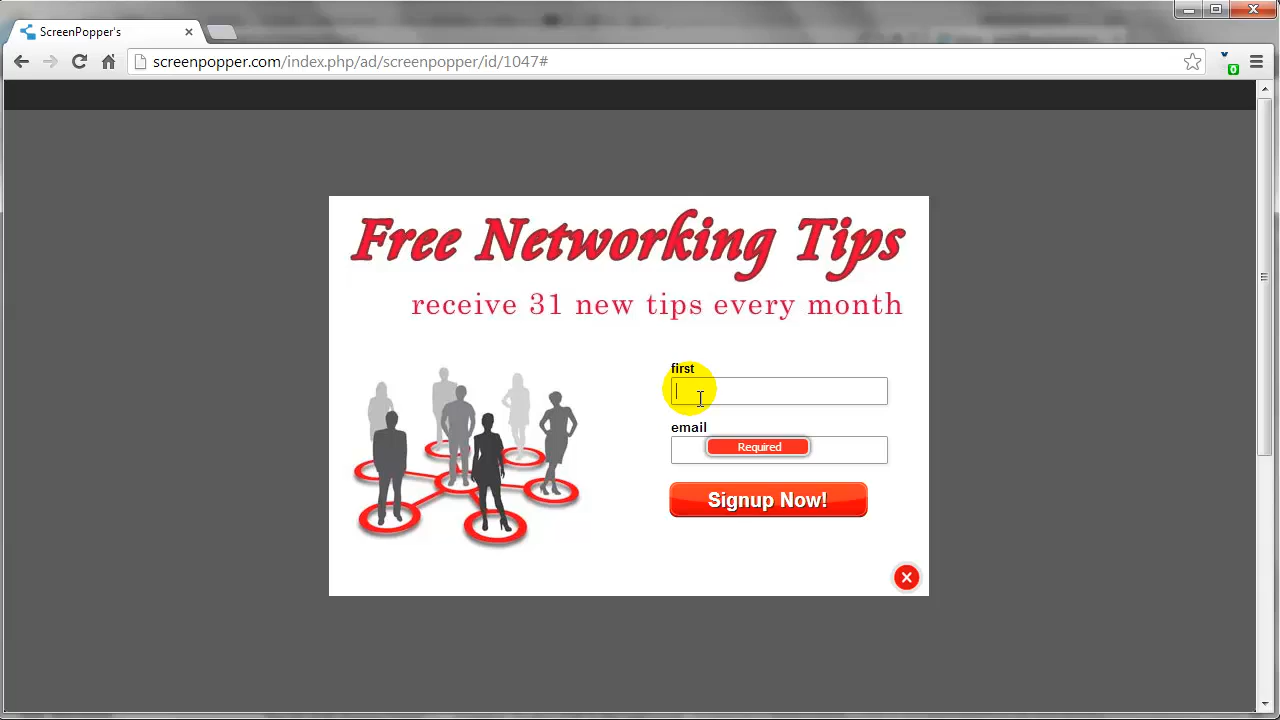 ScreenPopper's
screenpopper.com/index.php/ad/screenpopper/id/1047#
0
Free Networking Tips
receive 31 new tips every month
first
email
Required
Signup Now!